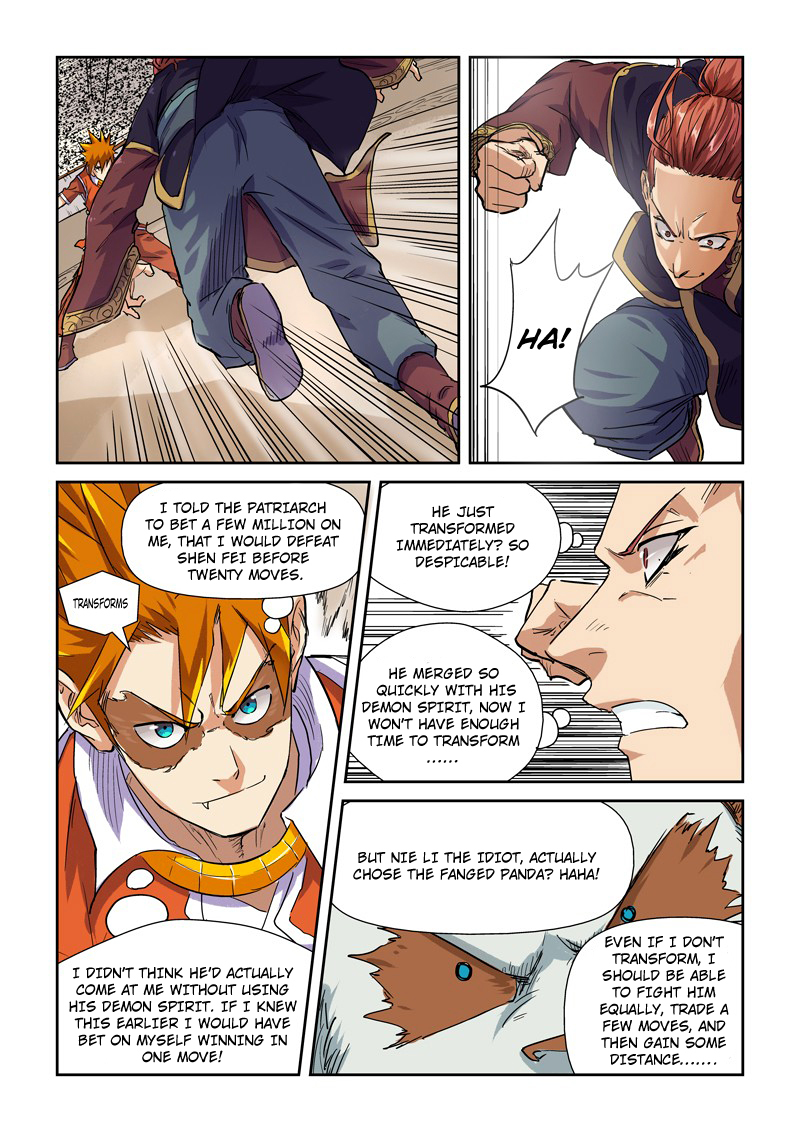 HA!
I TOLD THE PATRIARCH
TO BET A FEW MILLION ON
ME, THAT I WOULD DEFEAT
SHEN FEI BEFORE
TWENTY MOVES.
TRANSFORMS
I DIDN'T THINK HE'D ACTUALLY
COME AT ME WITHOUT USING
HIS DEMON SPIRIT. IF I KNEW
THIS EARLIER I WOULD HAVE
BET ON MYSELF WINNING IN
ONE MOVE!
HE JUST
TRANSFORMED
IMMEDIATELY? SO
DESPICABLE!
HE MERGED SO
QUICKLY WITH HIS
DEMON SPIRIT, NOW I
WON'T HAVE ENOUGH
TIME TO TRANSFORM
......
BUT NIE LI THE IDIOT, ACTUALLY
CHOSE THE FANGED PANDA? HAHA!
EVEN IF I DON'T
TRANSFORM, I
SHOULD BE ABLE
TO FIGHT HIM
EQUALLY, TRADE A
FEW MOVES, AND
THEN GAIN SOME
DISTANCE.......